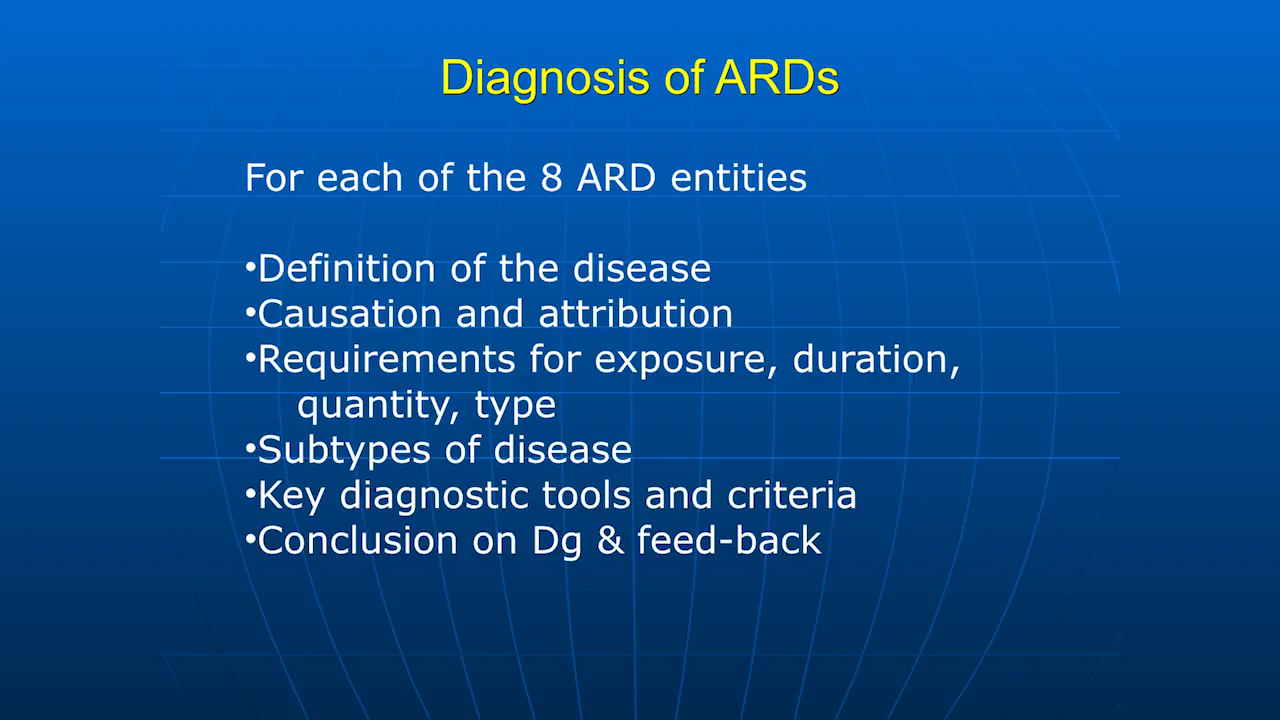 Diagnosis of ARDs
For each of the 8 ARD entities
•Definition of the disease
•Causation and attribution
•Requirements for exposure, duration,
quantity, type
•Subtypes of disease
•Key diagnostic tools and criteria
•Conclusion on Dg & feed-back